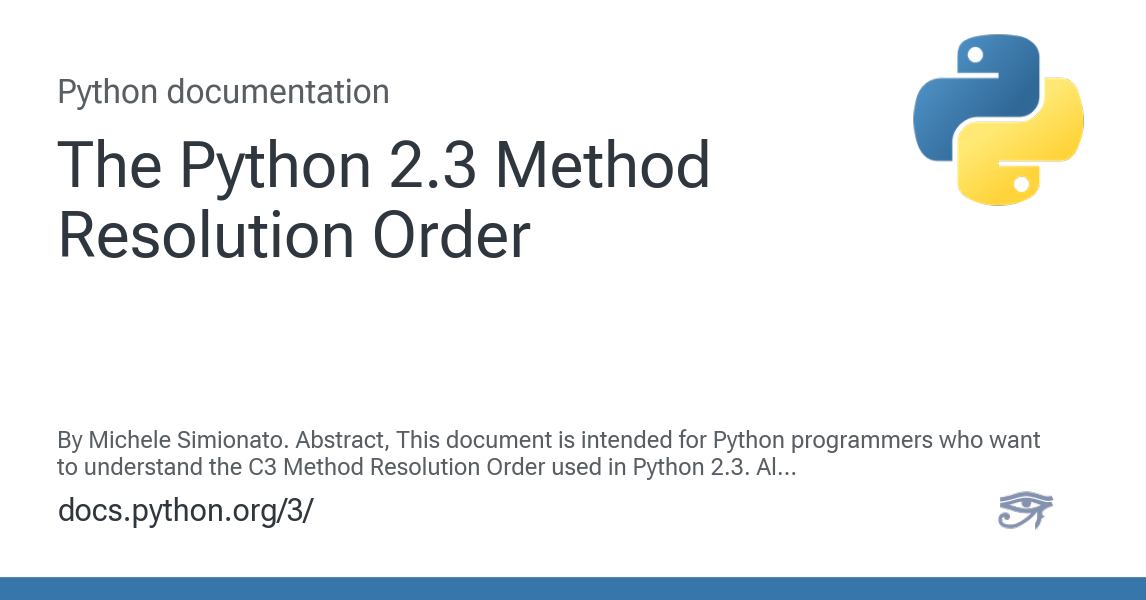 Python documentation
The Python 2.3 Method
Resolution Order
By Michele Simionato. Abstract, This document is intended for Python programmers who want
to understand the C3 Method Resolution Order used in Python 2.3. Al...
docs.python.org/3/